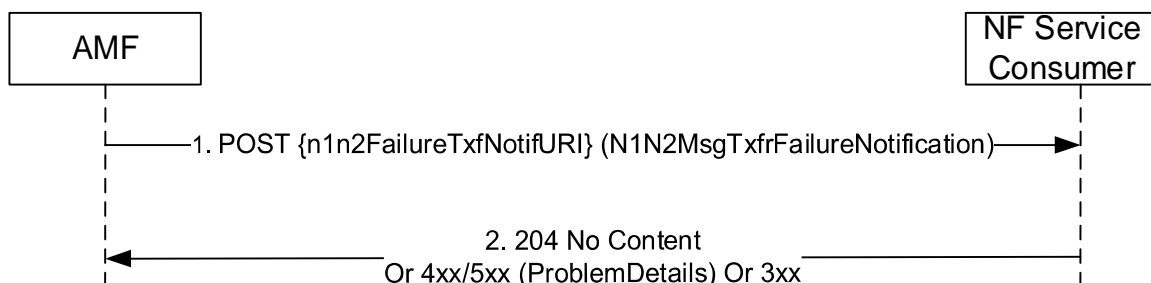 AMF
NF Service
Consumer
1. POST {n1n2FailureTxfNotifURI} (N1N2MsgTxfrFailureNotification)
2. 204 No Content
Or 4xx/5xx (ProblemDetails) Or 3xx